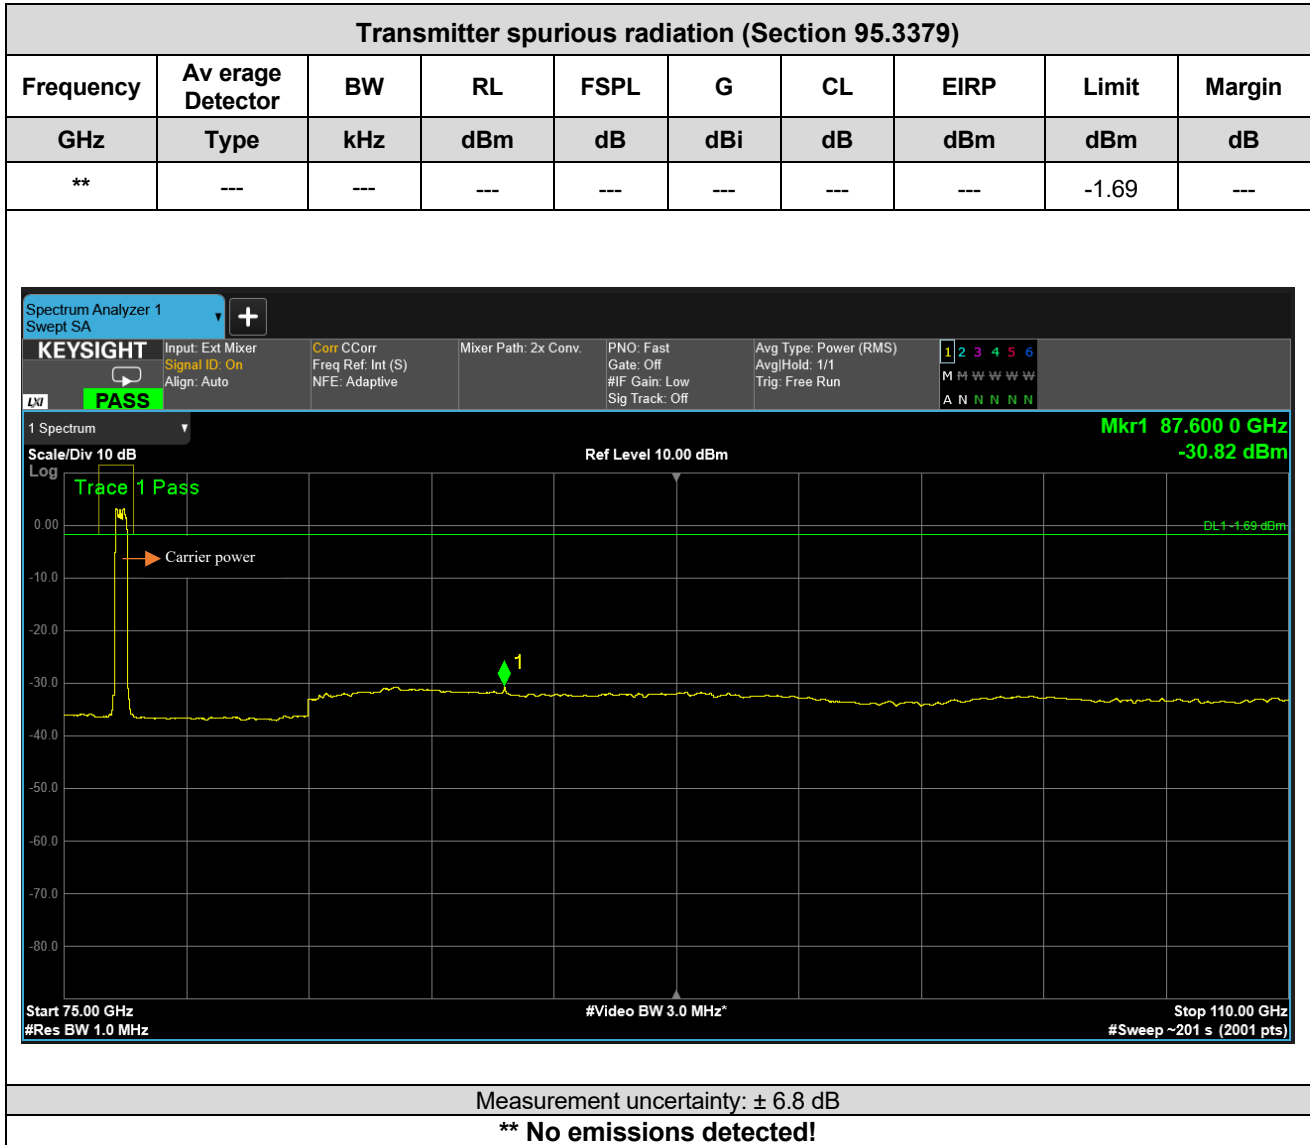 Transmitter spurious radiation (Section 95.3379)
Frequency Av erage Detector BW RL FSPL G CL EIRP Limit Margin
GHz Type kHz dBm dB dBi dB dBm dBm dB
** --- --- --- --- --- --- --- -1.69 ---
Spectrum Analyzer 1
Swept SA
+
KEYSIGHT
LXI
PASS
Input: Ext Mixer
Signal ID: On
Align: Auto
Corr CCorr
Freq Ref: Int (S)
NFE: Adaptive
Mixer Path: 2x Conv.
PNO: Fast
Gate: Off
#IF Gain: Low
Sig Track: Off
Avg Type: Power (RMS)
Avg|Hold: 1/1
Trig: Free Run
1 2 3 4 5 6
M M W W W W
A N N N N N
1 Spectrum
Mkr1 87.600 0 GHz
-30.82 dBm
Scale/Div 10 dB
Ref Level 10.00 dBm
Log
Trace 1 Pass
0.00
DL1 -1.69 dBm
Carrier power
-10.0
-20.0
1
-30.0
-40.0
-50.0
-60.0
-70.0
-80.0
Start 75.00 GHz
#Video BW 3.0 MHz*
Stop 110.00 GHz
#Res BW 1.0 MHz
#Sweep ~201 s (2001 pts)
Measurement uncertainty: ± 6.8 dB
** No emissions detected!